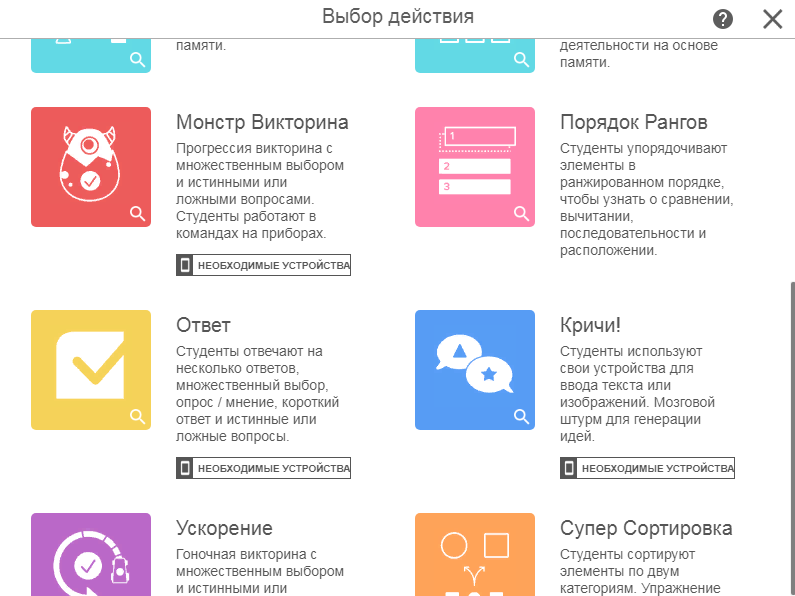 Выбор действия
памяти.
деятельности на основе
памяти.
Монстр Викторина
Прогрессия викторина с
множественным выбором
и истинными или
ложными вопросами.
Студенты работают в
командах на приборах.
НЕОБХОДИМЫЕ УСТРОЙСТВА
1
2
3
Порядок Рангов
Студенты упорядочивают
элементы в
ранжированном порядке,
чтобы узнать о сравнении,
вычитании,
последовательности и
расположении.
Ответ
Студенты отвечают на
несколько ответов,
множественный выбор,
опрос / мнение, короткий
ответ и истинные или
ложные вопросы.
НЕОБХОДИМЫЕ УСТРОЙСТВА
Кричи!
Студенты используют
свои устройства для
ввода текста или
изображений. Мозговой
штурм для генерации
идей.
НЕОБХОДИМЫЕ УСТРОЙСТВА
Ускорение
Гоночная викторина с
множественным выбором
и истинными или
Супер Сортировка
Студенты сортируют
элементы по двум
категориям. Упражнение